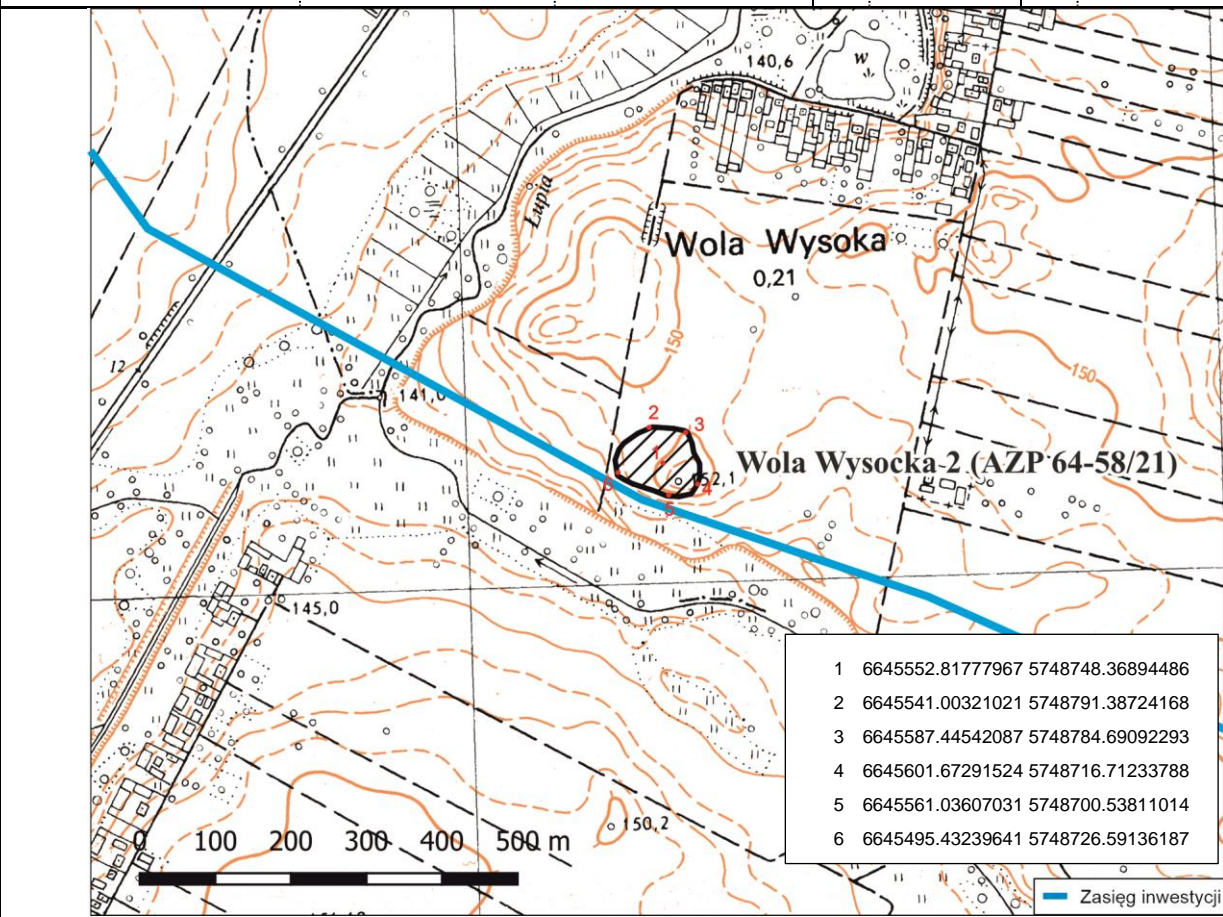 140,6
W
Łupia
Wola Wysoka
0,21
150
12
150
141,0
2
3
1
Wola Wysocka 2 (AZP 64-58/21)
152,1
6
4
5
145,0
1 6645552.81777967 5748748.36894486
2 6645541.00321021 5748791.38724168
3 6645587.44542087 5748784.69092293
4 6645601.67291524 5748716.71233788
5 6645561.03607031 5748700.53811014
6 6645495.43239641 5748726.59136187
150,2
0 100 200 300 400 500 m
Zasięg inwestycji